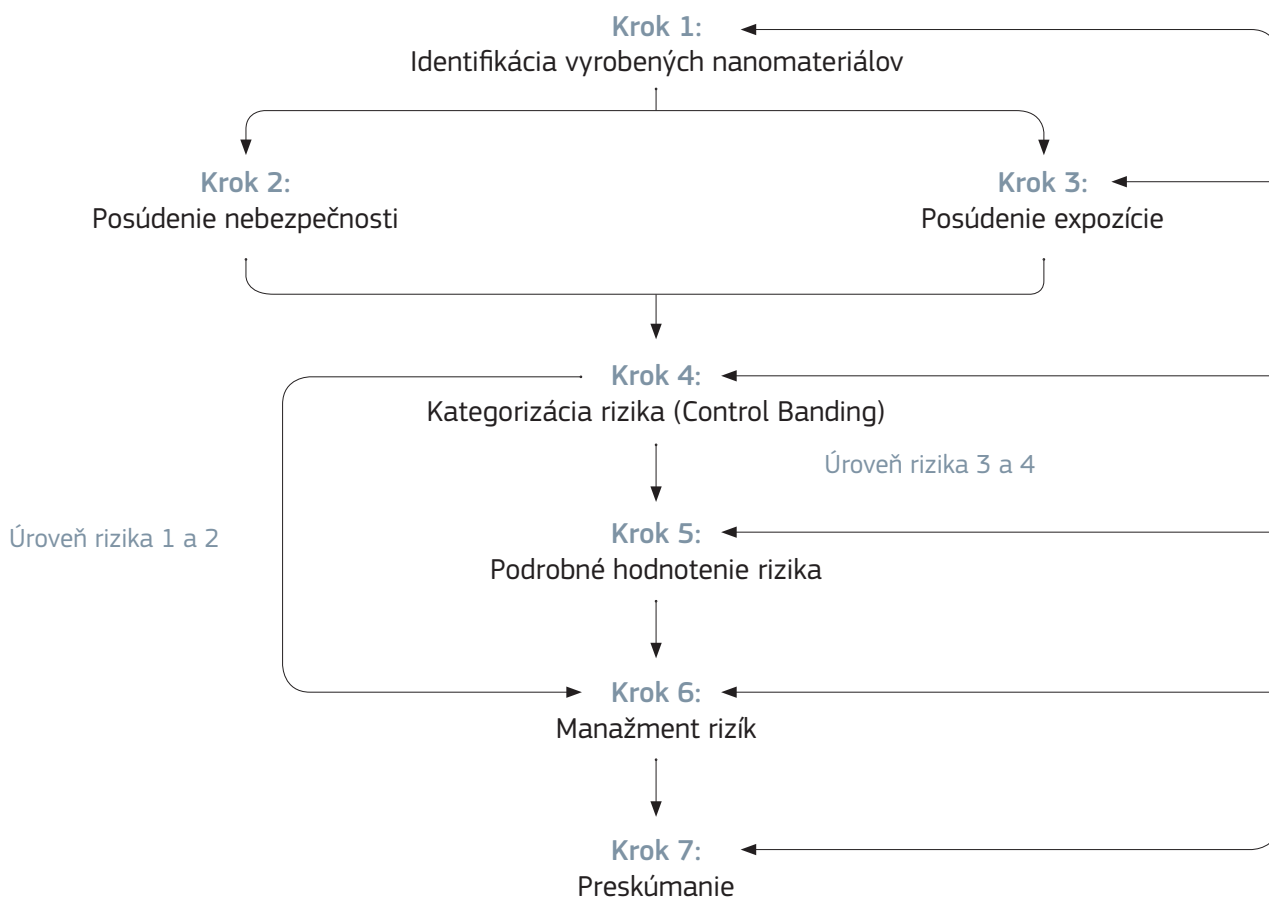 Krok 1:
Identifikácia vyrobených nanomateriálov
Krok 2:
Posúdenie nebezpečnosti
Krok 3:
Posúdenie expozície
Krok 4:
Kategorizácia rizika (Control Banding)
Úroveň rizika 3 a 4
Úroveň rizika 1 a 2
Krok 5:
Podrobné hodnotenie rizika
Krok 6:
Manažment rizík
Krok 7:
Preskúmanie